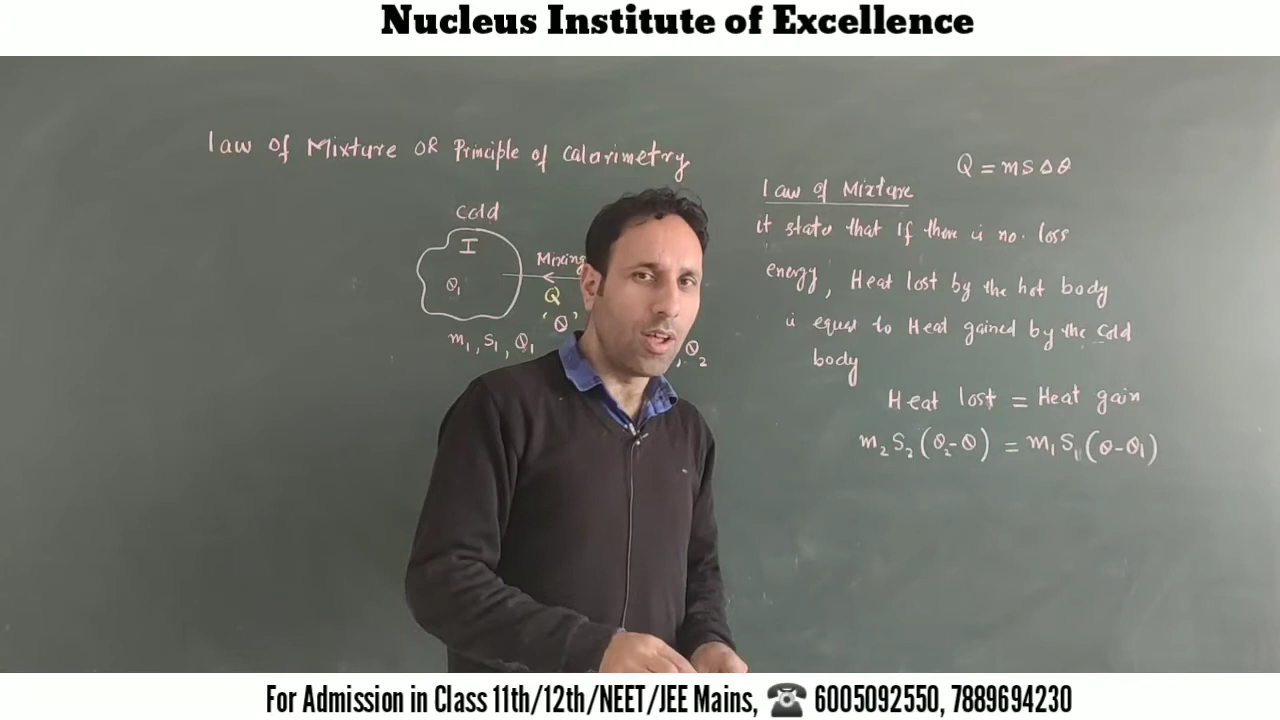 Nucleus Institute of Excellence
Law of Mixture OR Principle of Calorimetry
Cold
I
θ₁
m₁, S₁, θ₁
Mixing
Q
'θ'
, θ₂
Q = msΔθ
Law of Mixture
it states that if there is no. loss
energy, Heat lost by the hot body
is equal to Heat gained by the cold
body
Heat lost = Heat gain
m₂S₂(θ₂-θ) = m₁S₁(θ-θ₁)
For Admission in Class 11th/12th/NEET/JEE Mains, ☎ 6005092550, 7889694230